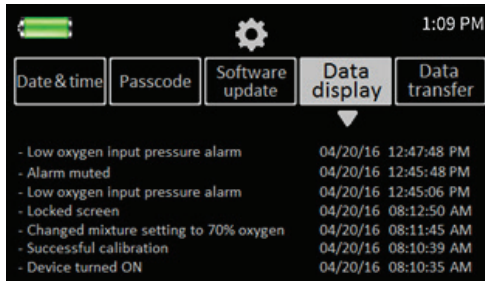 1:09 PM
Date & time
Passcode
Software
update
Data
display
Data
transfer
- Low oxygen input pressure alarm 04/20/16 12:47:48 PM
- Alarm muted 04/20/16 12:45:48 PM
- Low oxygen input pressure alarm 04/20/16 12:45:06 PM
- Locked screen 04/20/16 08:12:50 AM
- Changed mixture setting to 70% oxygen 04/20/16 08:11:45 AM
- Successful calibration 04/20/16 08:10:39 AM
- Device turned ON 04/20/16 08:10:35 AM